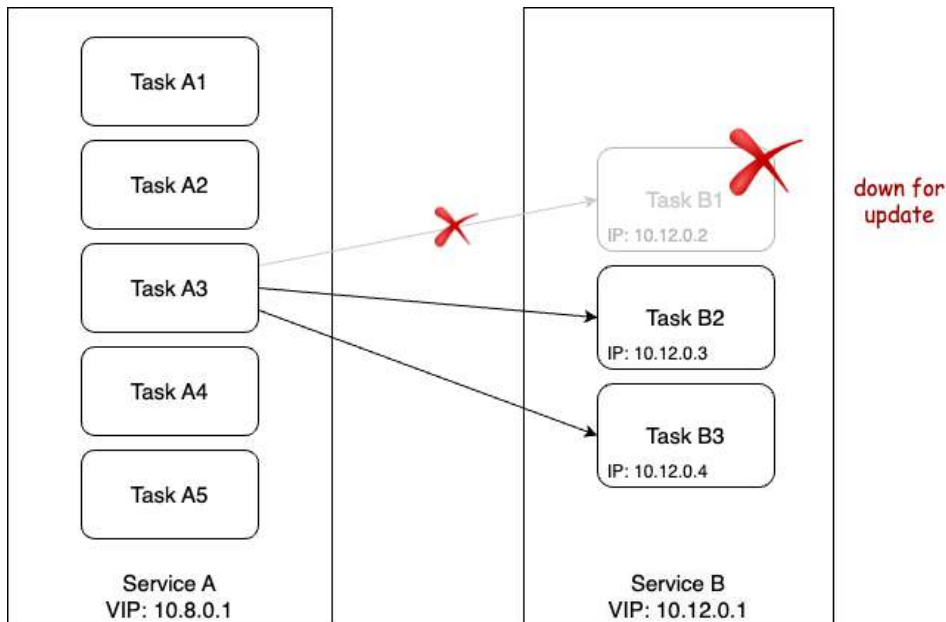 Task A1
Task A2
Task A3
Task A4
Task A5
Service A
VIP: 10.8.0.1
Task B1
IP: 10.12.0.2
Task B2
IP: 10.12.0.3
Task B3
IP: 10.12.0.4
Service B
VIP: 10.12.0.1
down for
update